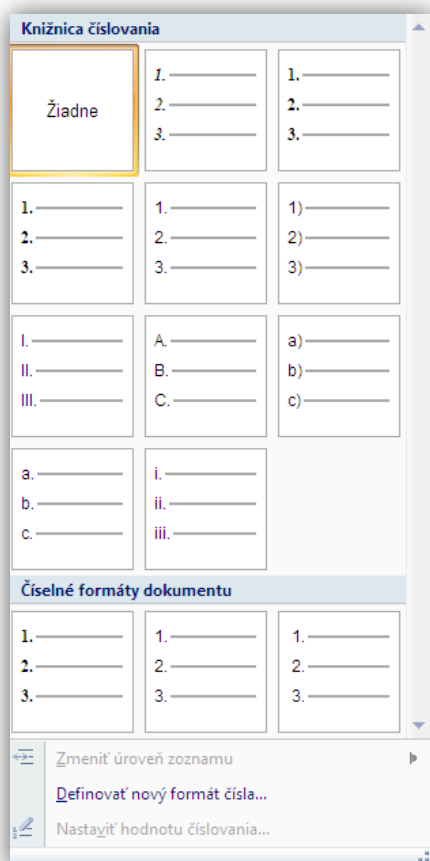 Knižnica číslovania
Žiadne
1.
2.
3.
1.
2.
3.
1.
2.
3.
1.
2.
3.
1)
2)
3)
I.
II.
III.
A.
B.
C.
a)
b)
c)
a.
b.
c.
i.
ii.
iii.
Číselné formáty dokumentu
1.
2.
3.
1.
2.
3.
1.
2.
3.
Zmeniť úroveň zoznamu
Definovať nový formát čísla...
Nastaviť hodnotu číslovania...